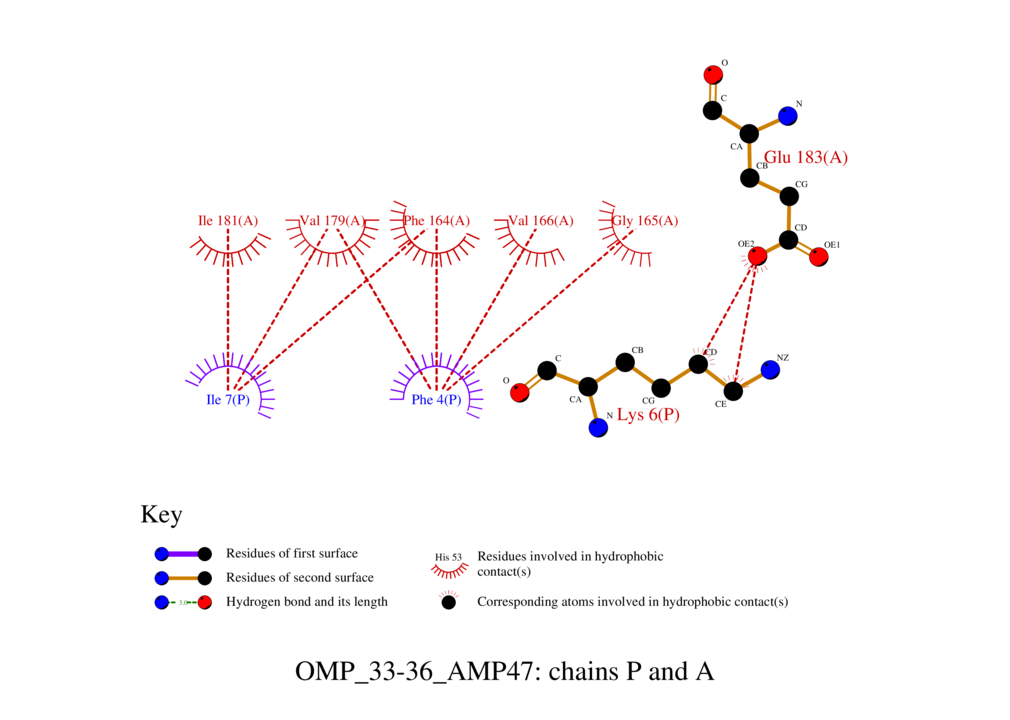 O
C
N
CA
Glu 183(A)
CB
CG
CD
OE2
OE1
Ile 181(A) Val 179(A) Phe 164(A) Val 166(A) Gly 165(A)
C
CB
CD
NZ
O
CA
CG
CE
Ile 7(P) Phe 4(P)
N
Lys 6(P)
Key
Residues of first surface
Residues of second surface
3.0
Hydrogen bond and its length
His 53
Residues involved in hydrophobic
contact(s)
Corresponding atoms involved in hydrophobic contact(s)
OMP_33-36_AMP47: chains P and A